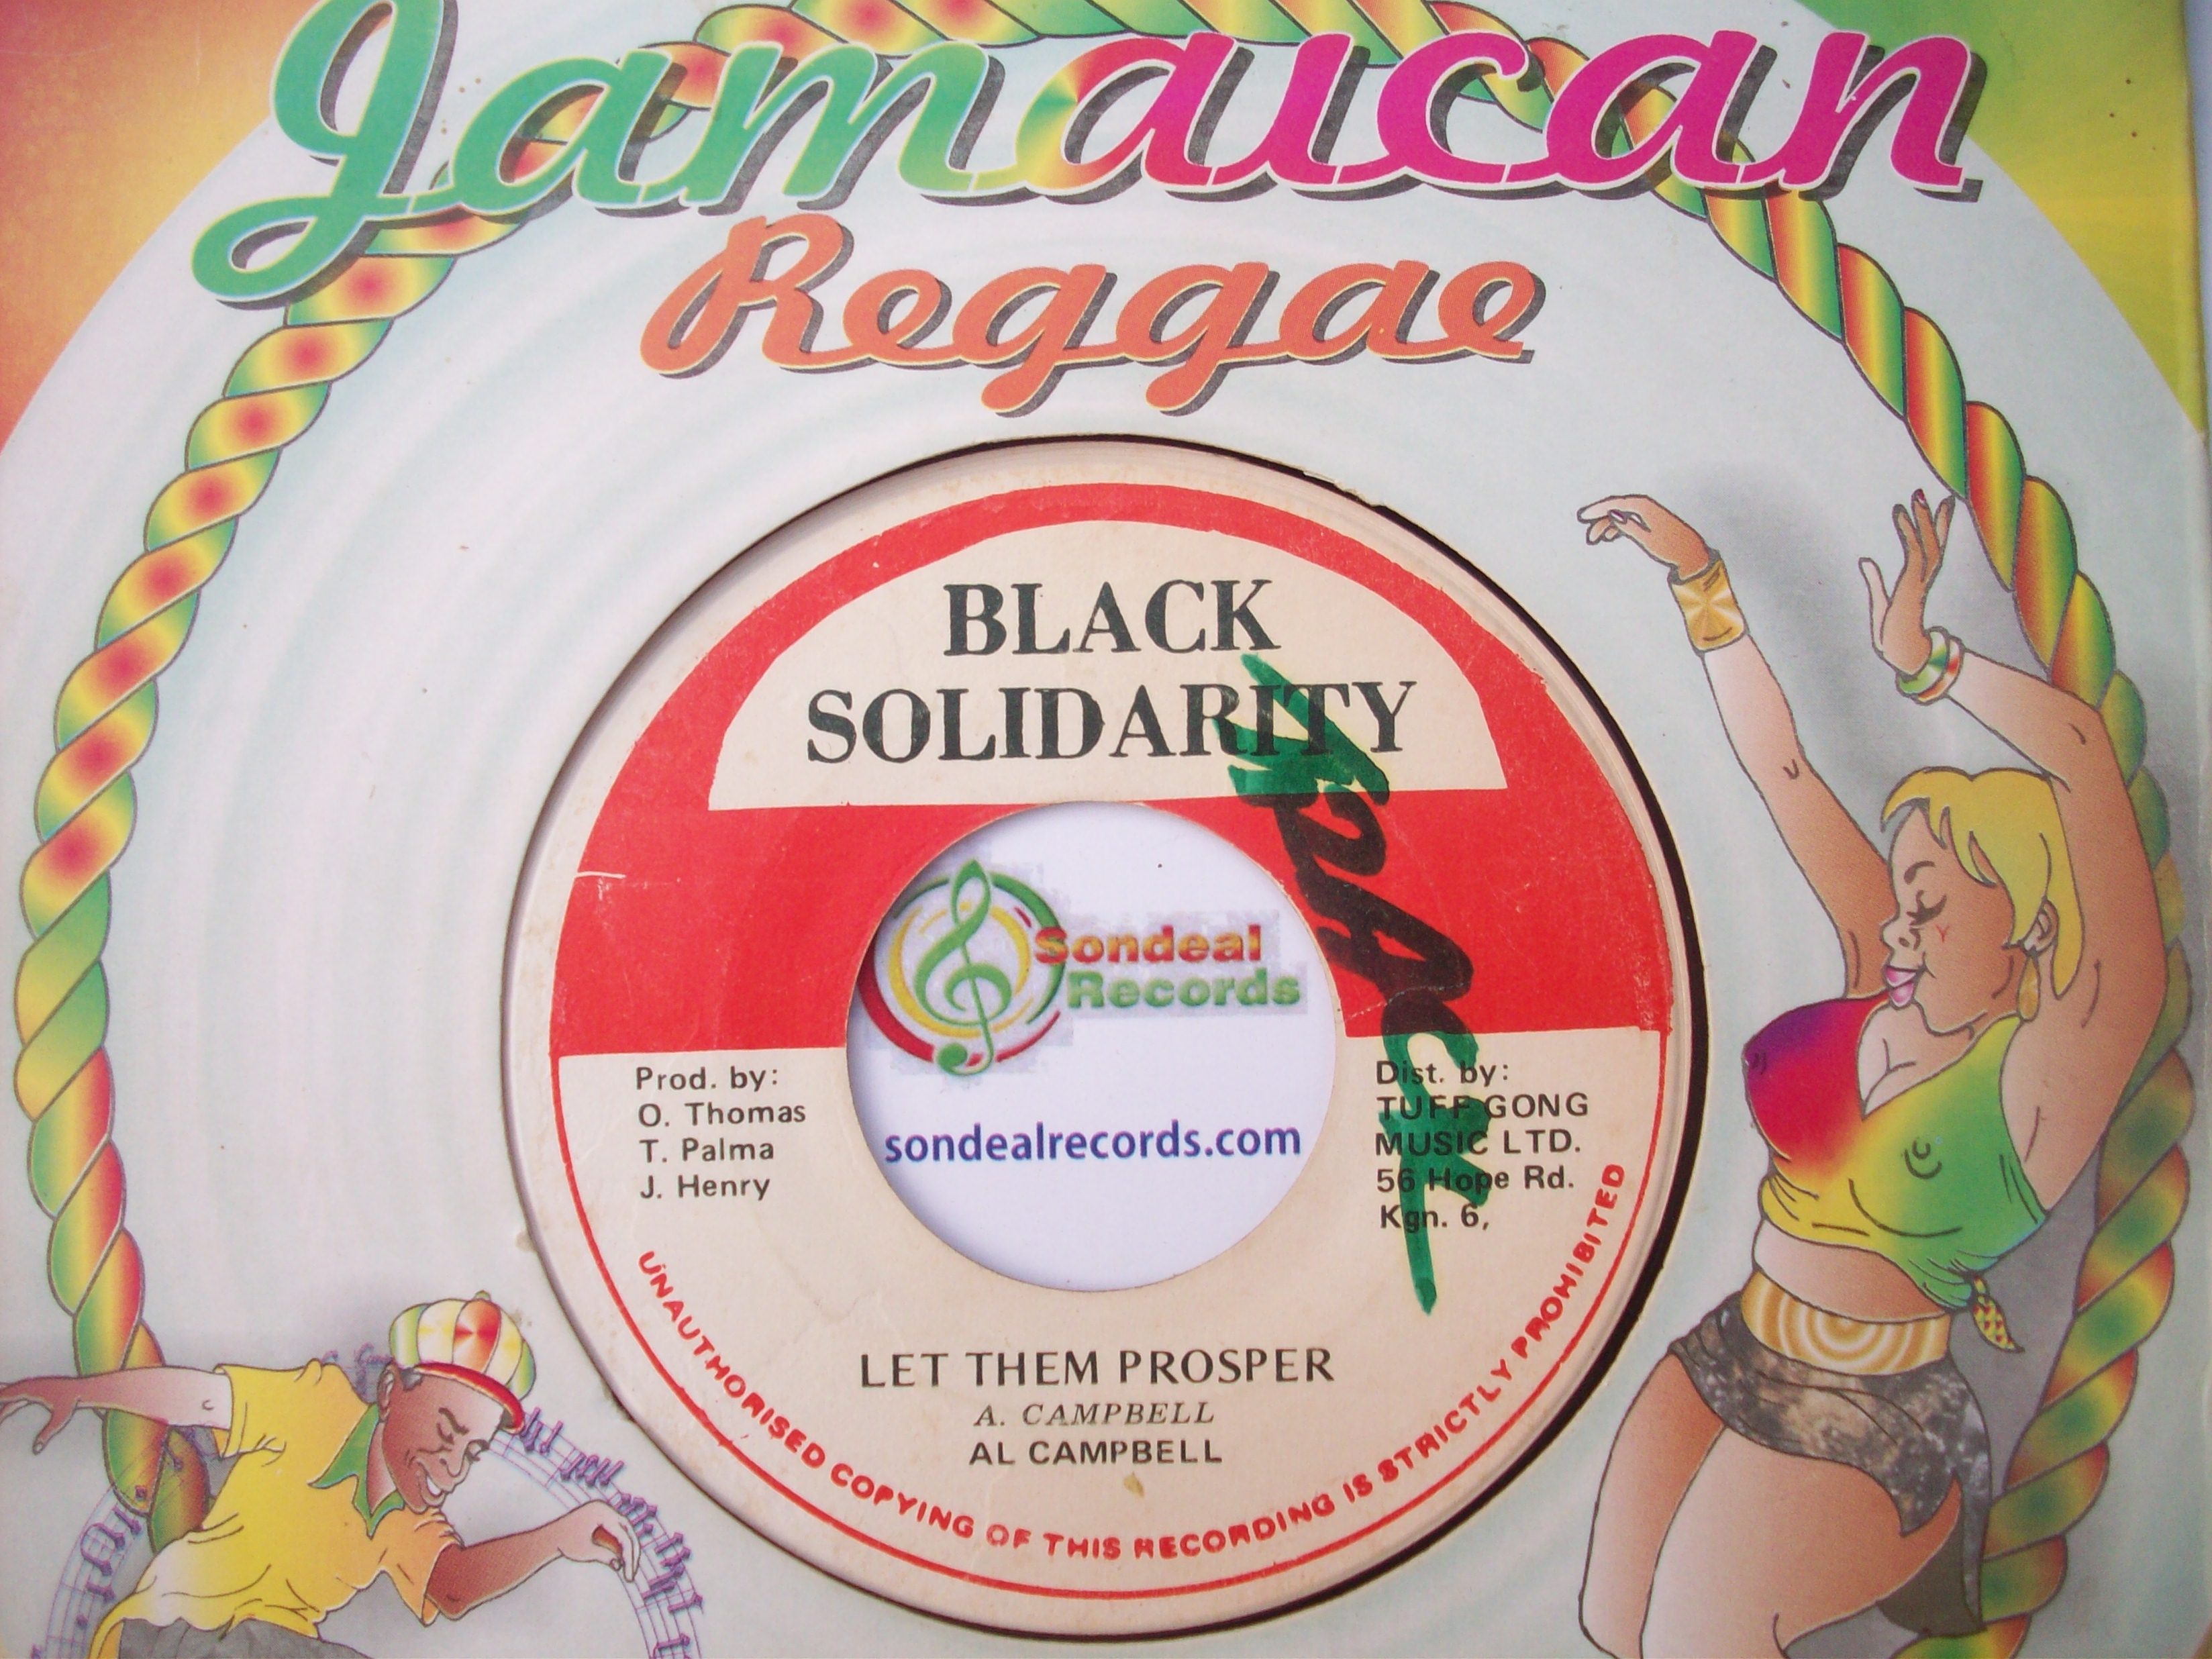 Jamaican
Reggae
BLACK
SOLIDARITY
Sondeal
Records
sondealrecords.com
Prod. by:
O. Thomas
T. Palma
J. Henry
Dist. by:
TUFF GONG
MUSIC LTD.
56 Hope Rd.
Kgn. 6,
LET THEM PROSPER
A. CAMPBELL
AL CAMPBELL
UNAUTHORISED COPYING OF THIS RECORDING IS STRICTLY PROHIBITED